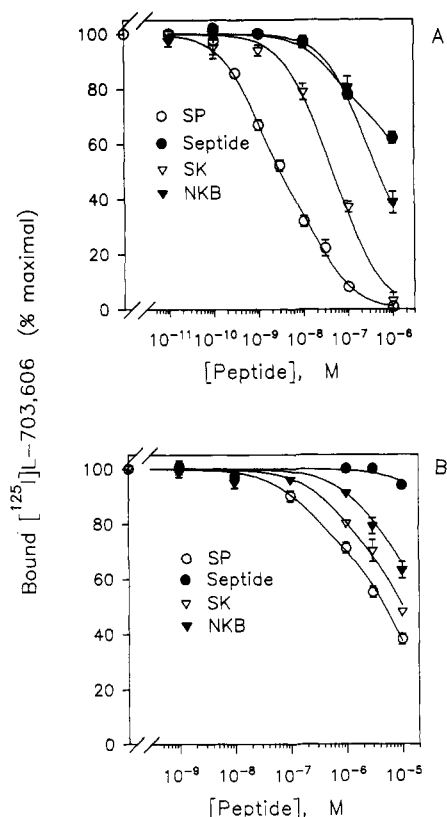 A
100
80
60
40
20
0
SP
Septide
SK
NKB
10⁻¹¹ 10⁻¹⁰ 10⁻⁹ 10⁻⁸ 10⁻⁷ 10⁻⁶
[Peptide], M
Bound [¹²⁵I]L-703,606 (% maximal)
B
100
80
60
40
20
0
SP
Septide
SK
NKB
10⁻⁹ 10⁻⁸ 10⁻⁷ 10⁻⁶ 10⁻⁵
[Peptide], M